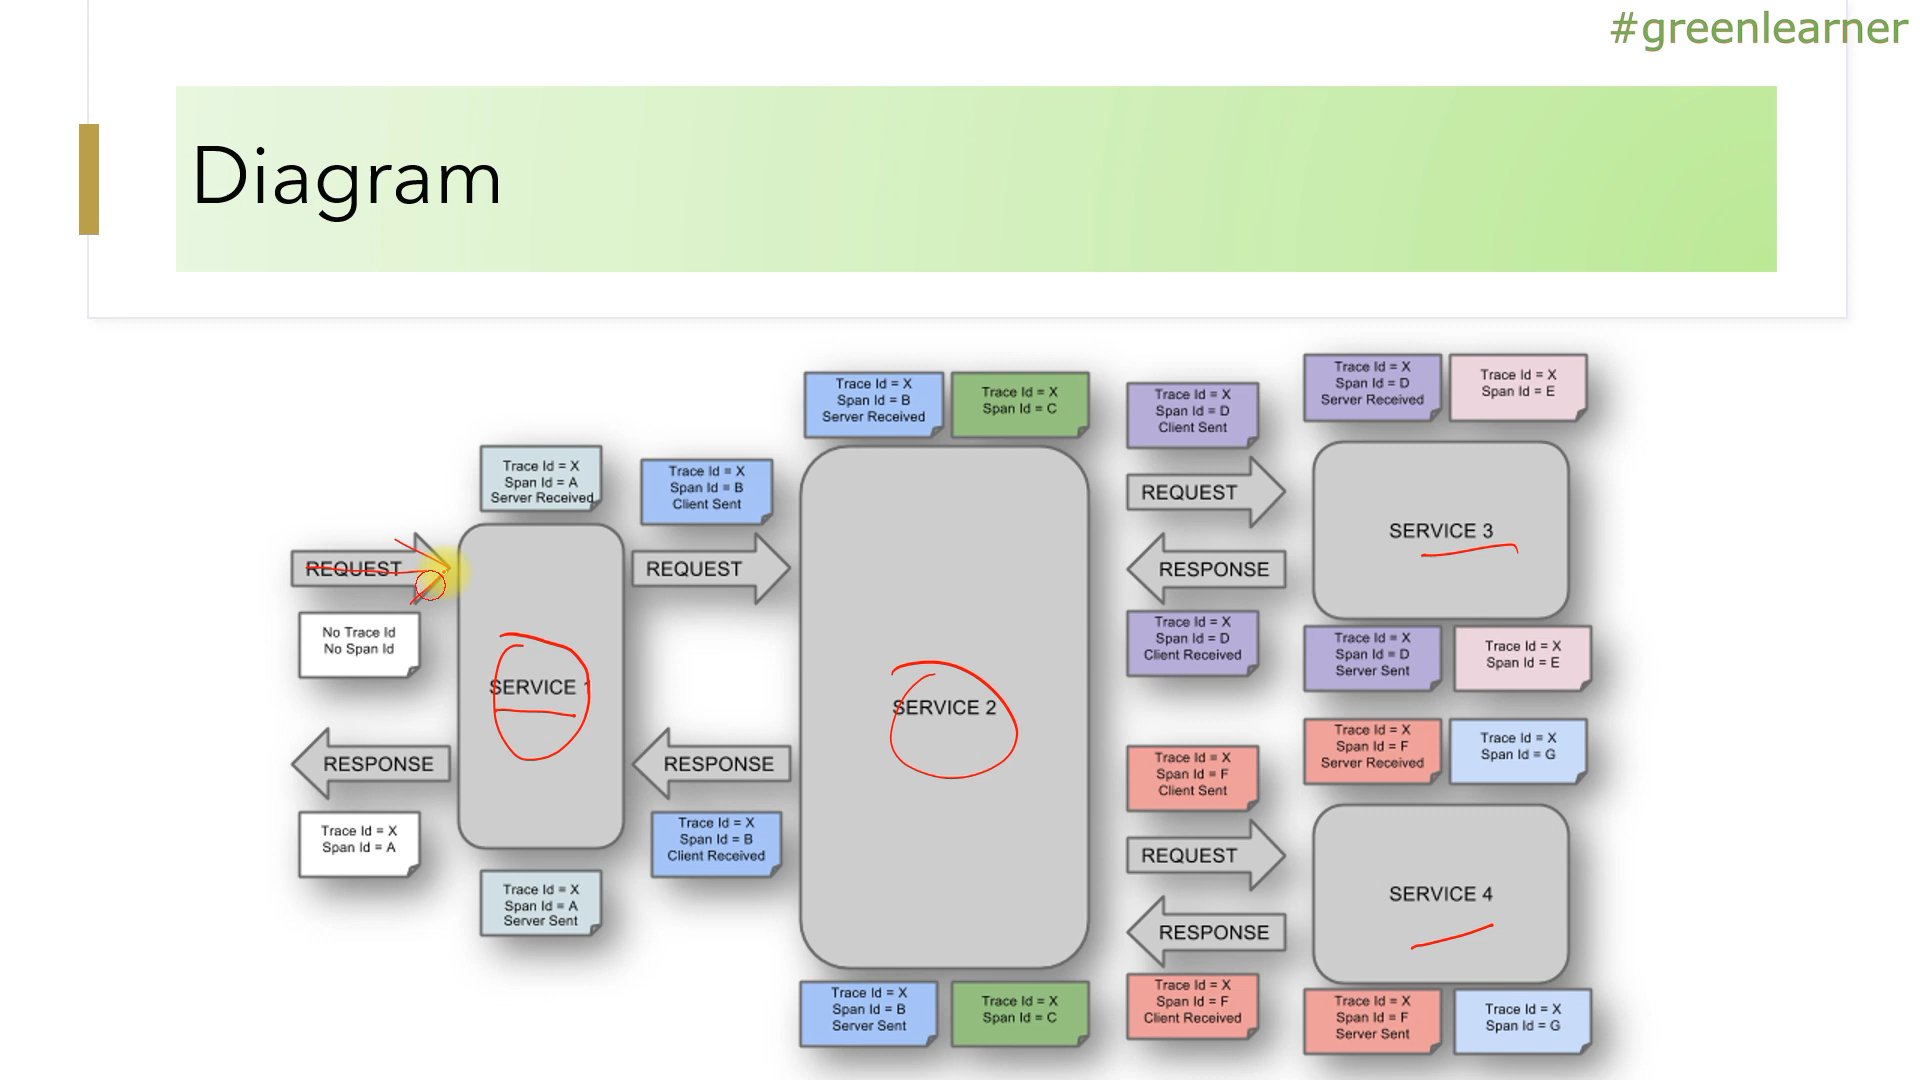 #greenlearner
Diagram
Trace Id = X
Span Id = A
Server Received
REQUEST
No Trace Id
No Span Id
SERVICE 1
RESPONSE
Trace Id = X
Span Id = A
Trace Id = X
Span Id = A
Server Sent
Trace Id = X
Span Id = B
Client Sent
REQUEST
RESPONSE
Trace Id = X
Span Id = B
Client Received
Trace Id = X
Span Id = B
Server Received
Trace Id = X
Span Id = C
SERVICE 2
Trace Id = X
Span Id = B
Server Sent
Trace Id = X
Span Id = C
Trace Id = X
Span Id = D
Client Sent
REQUEST
RESPONSE
Trace Id = X
Span Id = D
Client Received
Trace Id = X
Span Id = D
Server Received
Trace Id = X
Span Id = E
SERVICE 3
Trace Id = X
Span Id = D
Server Sent
Trace Id = X
Span Id = E
Trace Id = X
Span Id = F
Client Sent
REQUEST
RESPONSE
Trace Id = X
Span Id = F
Client Received
Trace Id = X
Span Id = F
Server Received
Trace Id = X
Span Id = G
SERVICE 4
Trace Id = X
Span Id = F
Server Sent
Trace Id = X
Span Id = G